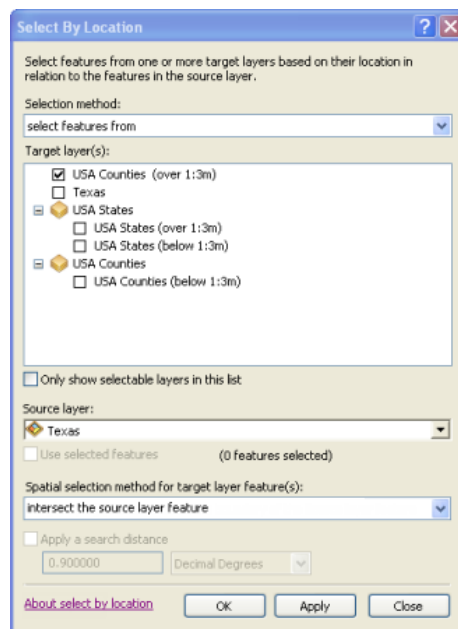 Select By Location
Select features from one or more target layers based on their location in
relation to the features in the source layer.
Selection method:
select features from
Target layer(s):
USA Counties (over 1:3m)
Texas
USA States
USA States (over 1:3m)
USA States (below 1:3m)
USA Counties
USA Counties (below 1:3m)
Only show selectable layers in this list
Source layer:
Texas
Use selected features (0 features selected)
Spatial selection method for target layer feature(s):
intersect the source layer feature
Apply a search distance
0.900000 Decimal Degrees
About select by location OK Apply Close